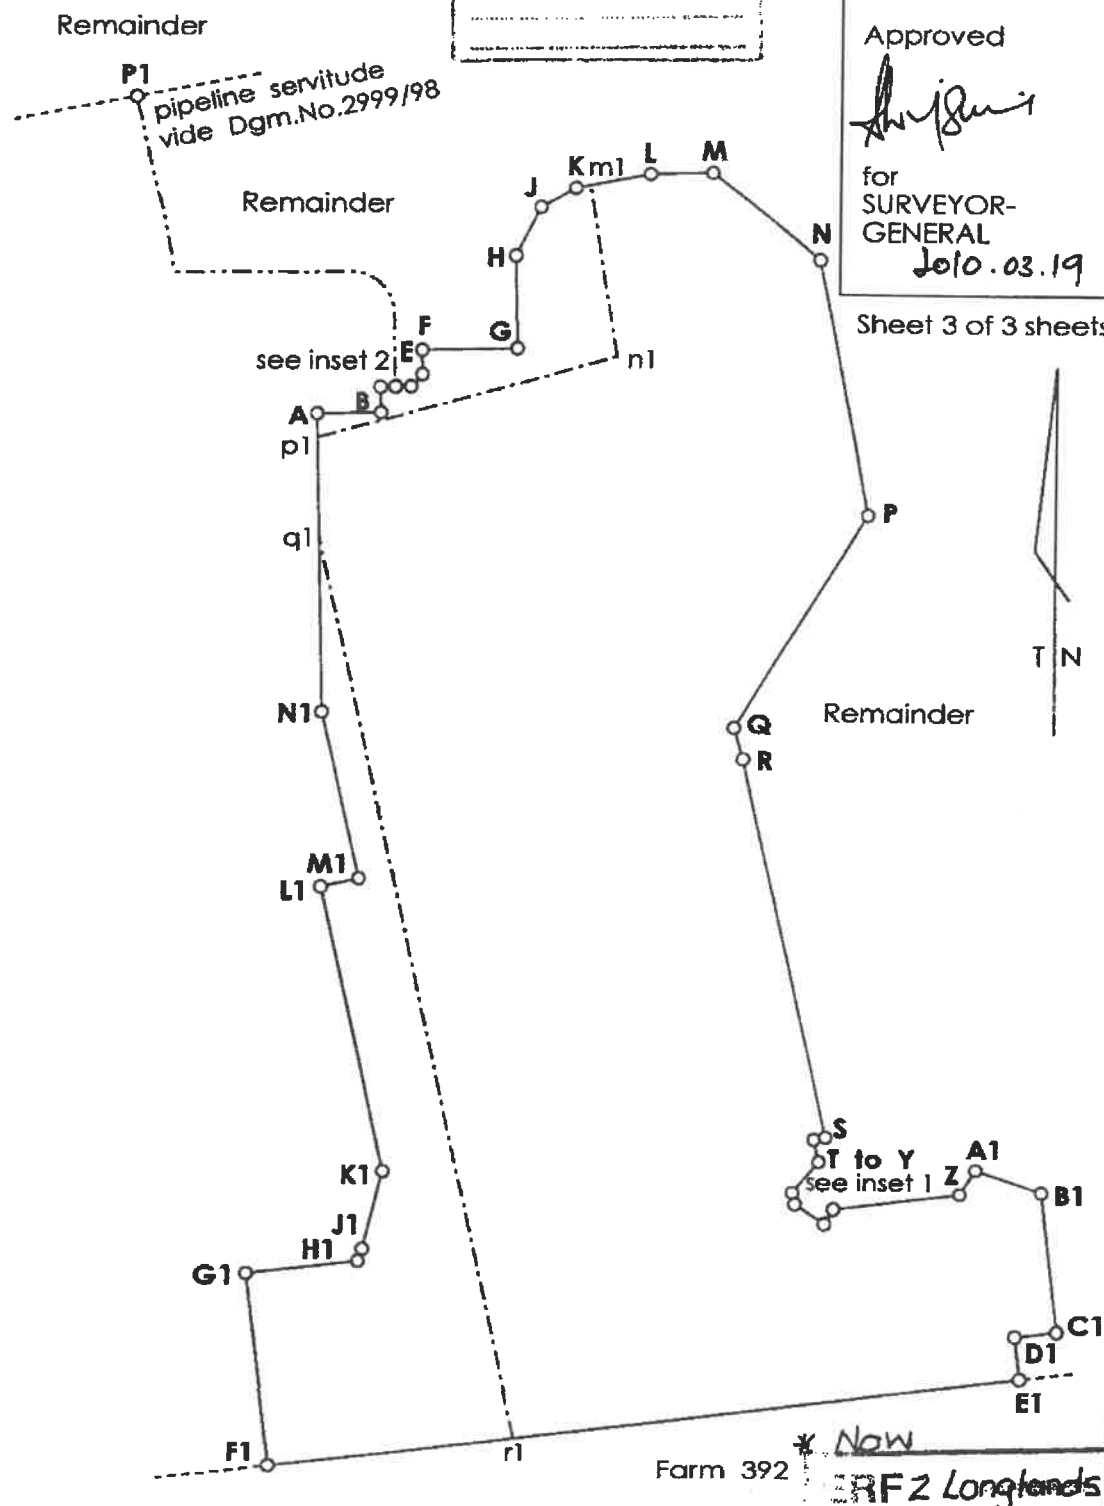 Remainder
Approved
P1
pipeline servitude
vide Dgm.No.2999/98
for
SURVEYOR-
GENERAL
2010.03.19
Sheet 3 of 3 sheets
Remainder
J
K
m1
L
M
N
H
F
G
E
see inset 2
n1
B
A
p1
q1
P
T N
N1
Q
Remainder
R
M1
L1
S
T to Y
see inset 1
A1
Z
B1
K1
J1
H1
G1
C1
D1
E1
F1
r1
Farm 392
* Now
ERF 2 Longlands